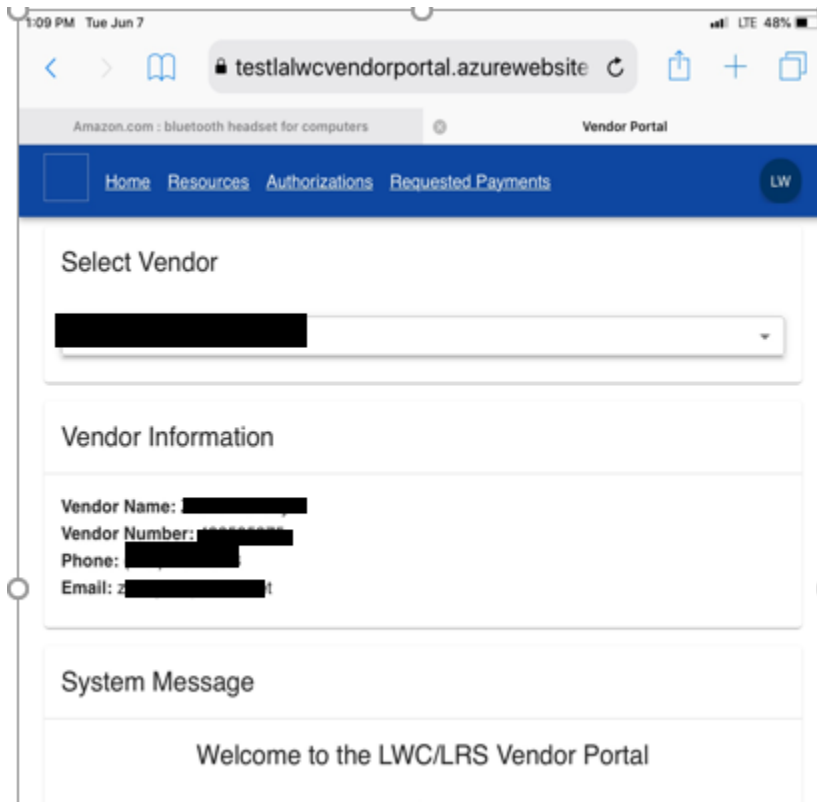 1:09 PM Tue Jun 7
LTE 48%
testlalwcvendorportal.azurewebsite
Amazon.com : bluetooth headset for computers
Vendor Portal
Home Resources Authorizations Requested Payments
LW
Select Vendor
Vendor Information
Vendor Name:
Vendor Number:
Phone:
Email: z
System Message
Welcome to the LWC/LRS Vendor Portal